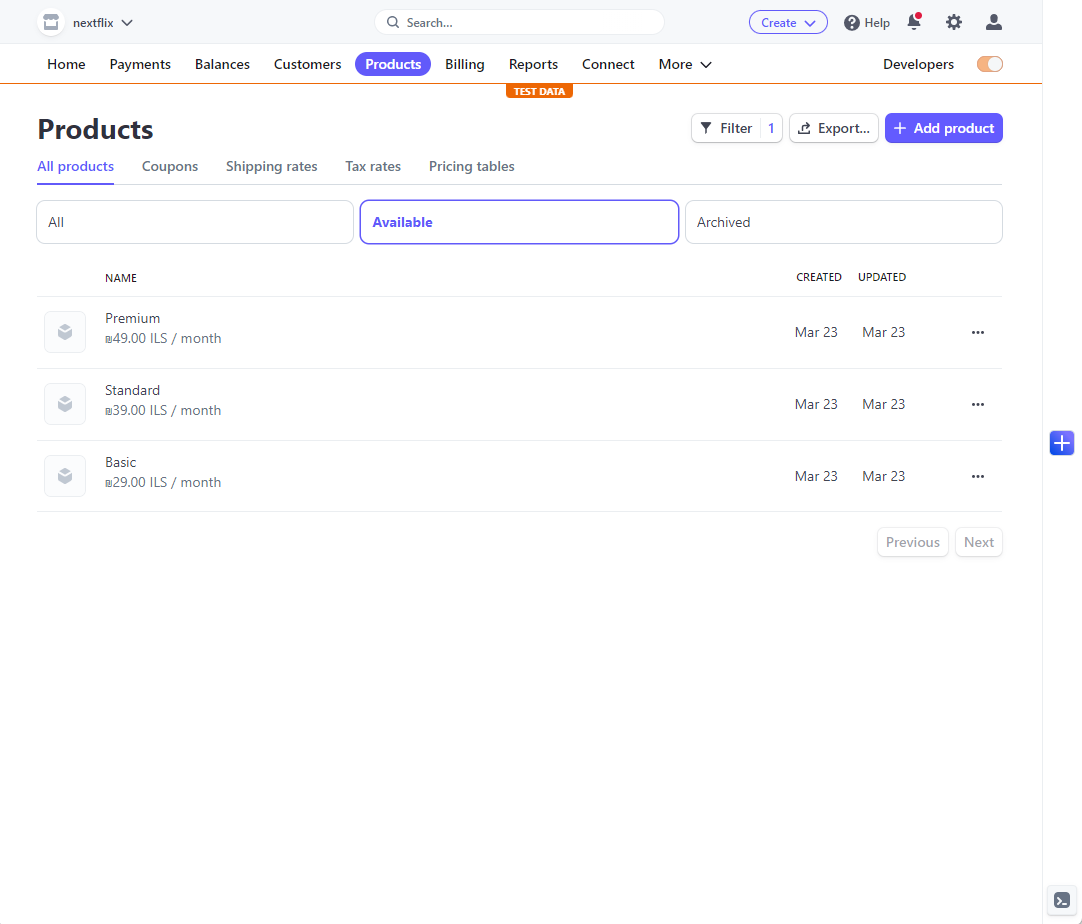 nextflix
Search...
Create
Help
Home
Payments
Balances
Customers
Products
Billing
Reports
Connect
More
Developers
TEST DATA
Products
Filter 1
Export...
Add product
All products
Coupons
Shipping rates
Tax rates
Pricing tables
All
Available
Archived
NAME
CREATED
UPDATED
Premium
₪49.00 ILS / month
Mar 23
Mar 23
Standard
₪39.00 ILS / month
Mar 23
Mar 23
Basic
₪29.00 ILS / month
Mar 23
Mar 23
Previous
Next